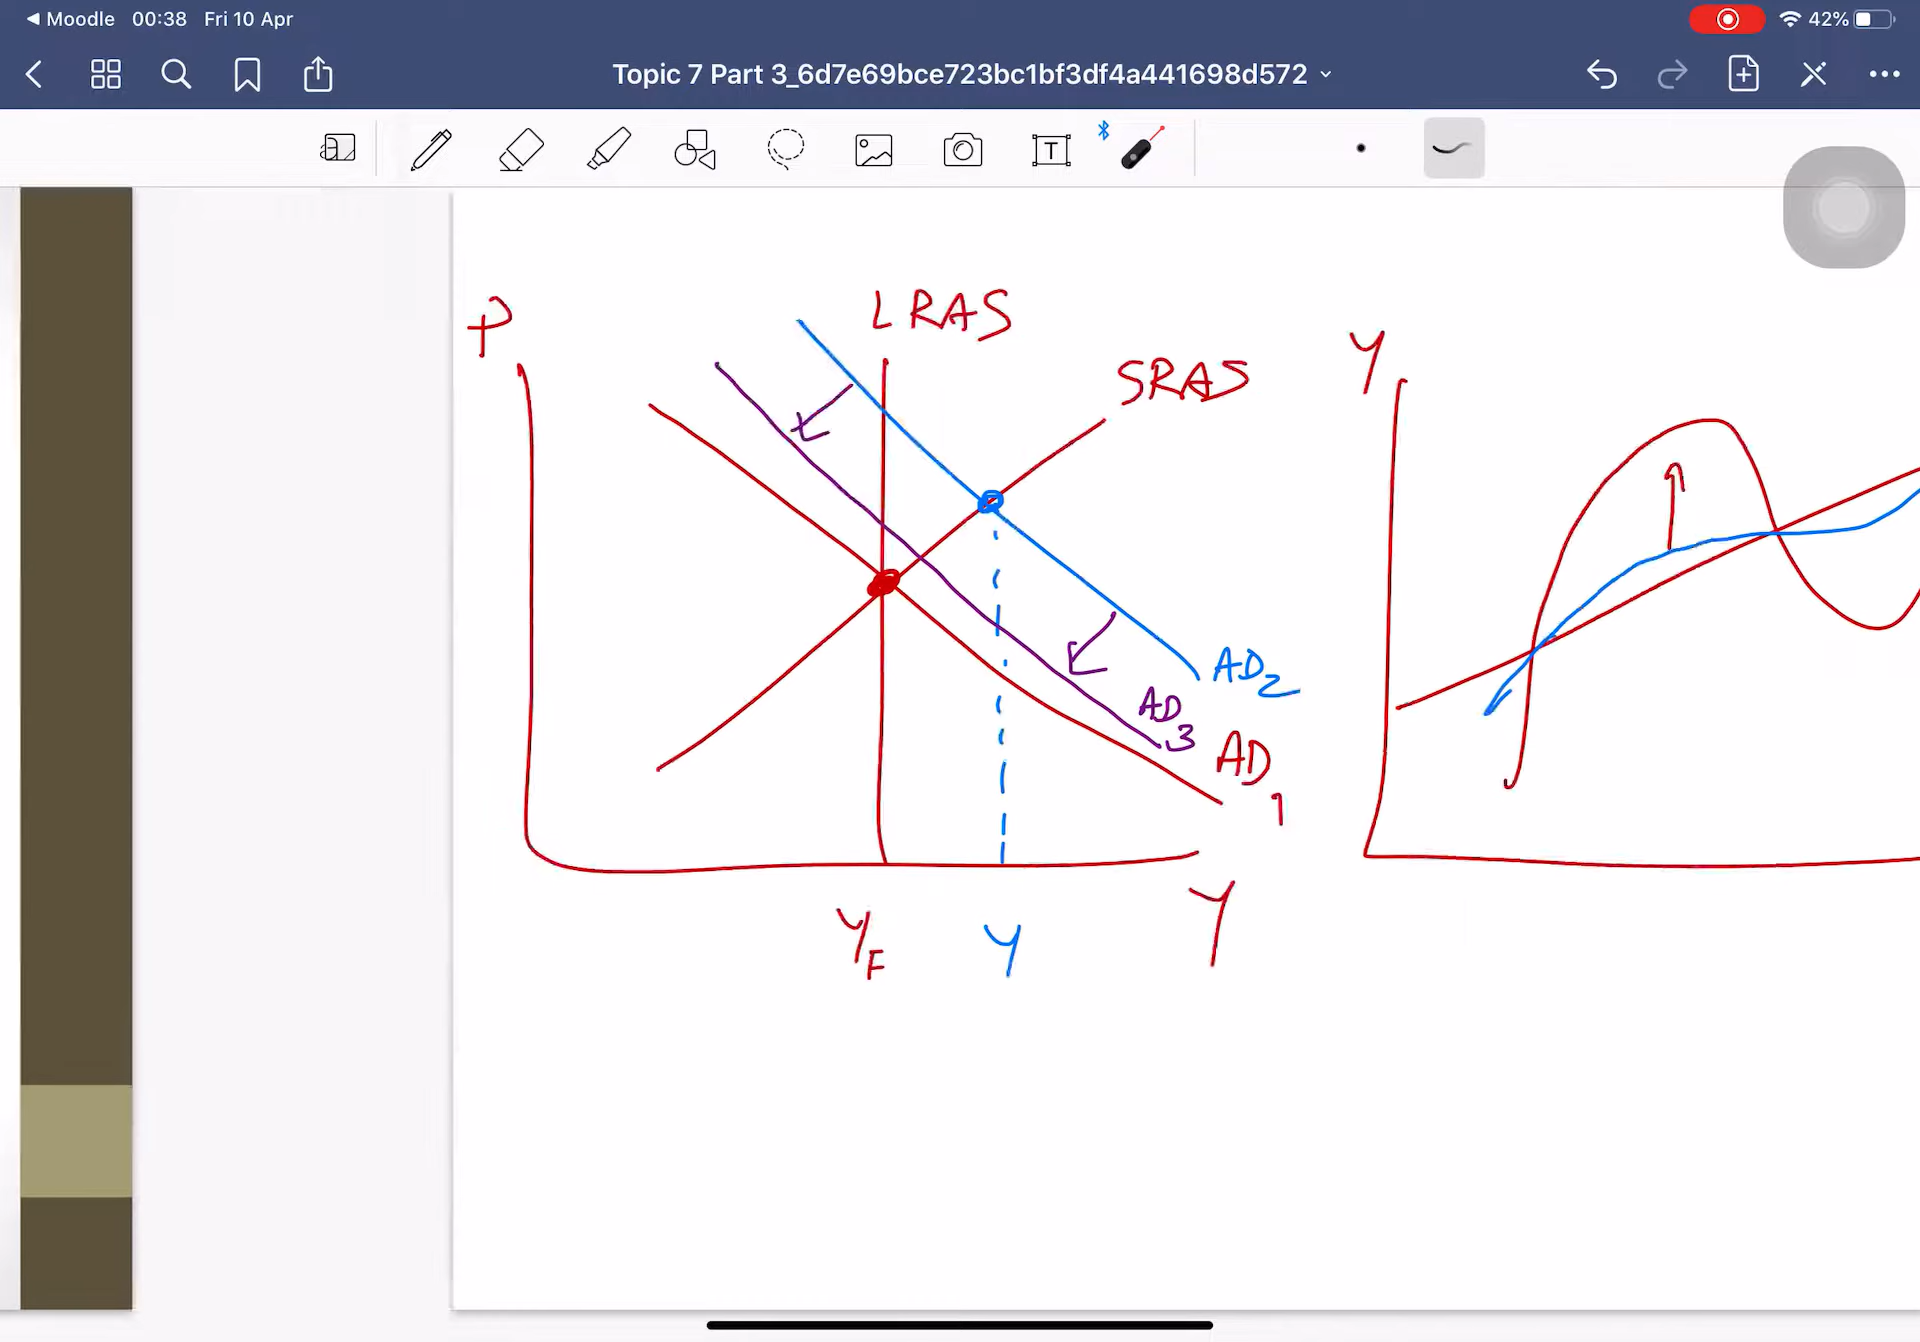 Moodle 00:38 Fri 10 Apr
42%
Topic 7 Part 3_6d7e69bce723bc1bf3df4a441698d572
T
P
LRAS
SRAS
Y
AD2
AD3
AD1
YF
Y
Y